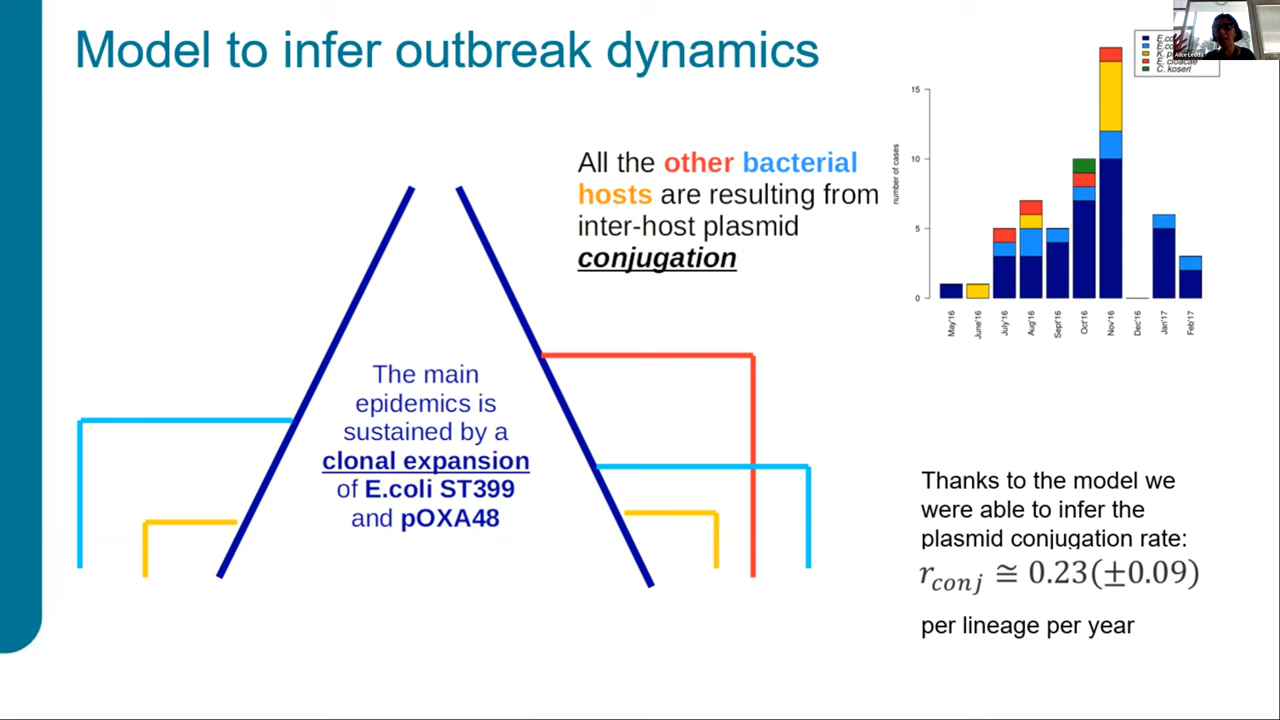 Model to infer outbreak dynamics
All the other bacterial
hosts are resulting from
inter-host plasmid
conjugation
The main
epidemics is
sustained by a
clonal expansion
of E.coli ST399
and pOXA48
number of cases
15
10
5
0
May'16
June'16
July'16
Aug'16
Sept'16
Oct'16
Nov'16
Dec'16
Jan'17
Feb'17
E. cloacae
C. koseri
Alice Ledda
Thanks to the model we
were able to infer the
plasmid conjugation rate:
r_conj ≅ 0.23(±0.09)
per lineage per year